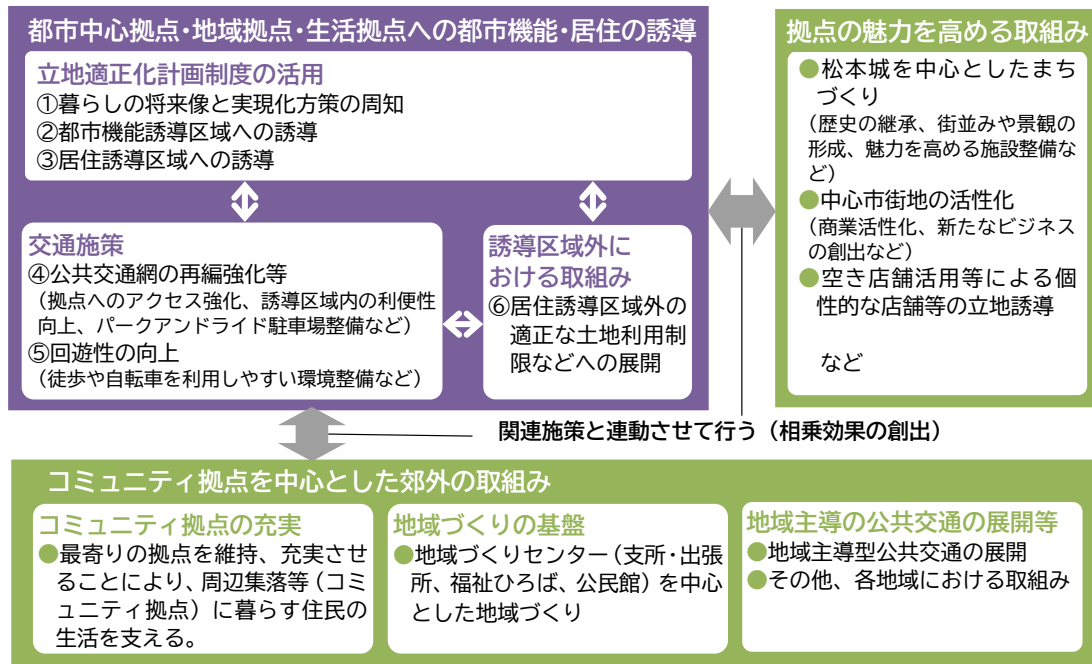 都市中心拠点・地域拠点・生活拠点への都市機能・居住の誘導
立地適正化計画制度の活用
①暮らしの将来像と実現化方策の周知
②都市機能誘導区域への誘導
③居住誘導区域への誘導
交通施策
④公共交通網の再編強化等
（拠点へのアクセス強化、誘導区域内の利便性
向上、パークアンドライド駐車場整備など）
⑤回遊性の向上
（徒歩や自転車を利用しやすい環境整備など）
誘導区域外に
おける取組み
⑥居住誘導区域外の
適正な土地利用制
限などへの展開
拠点の魅力を高める取組み
●松本城を中心としたまち
づくり
（歴史の継承、街並みや景観の
形成、魅力を高める施設整備な
ど）
●中心市街地の活性化
（商業活性化、新たなビジネス
の創出など）
●空き店舗活用等による個
性的な店舗等の立地誘導
など
関連施策と連動させて行う（相乗効果の創出）
コミュニティ拠点を中心とした郊外の取組み
コミュニティ拠点の充実
●最寄りの拠点を維持、充実させ
ることにより、周辺集落等（コミ
ュニティ拠点）に暮らす住民の
生活を支える。
地域づくりの基盤
●地域づくりセンター（支所・出張
所、福祉ひろば、公民館）を中心
とした地域づくり
地域主導の公共交通の展開等
●地域主導型公共交通の展開
●その他、各地域における取組み